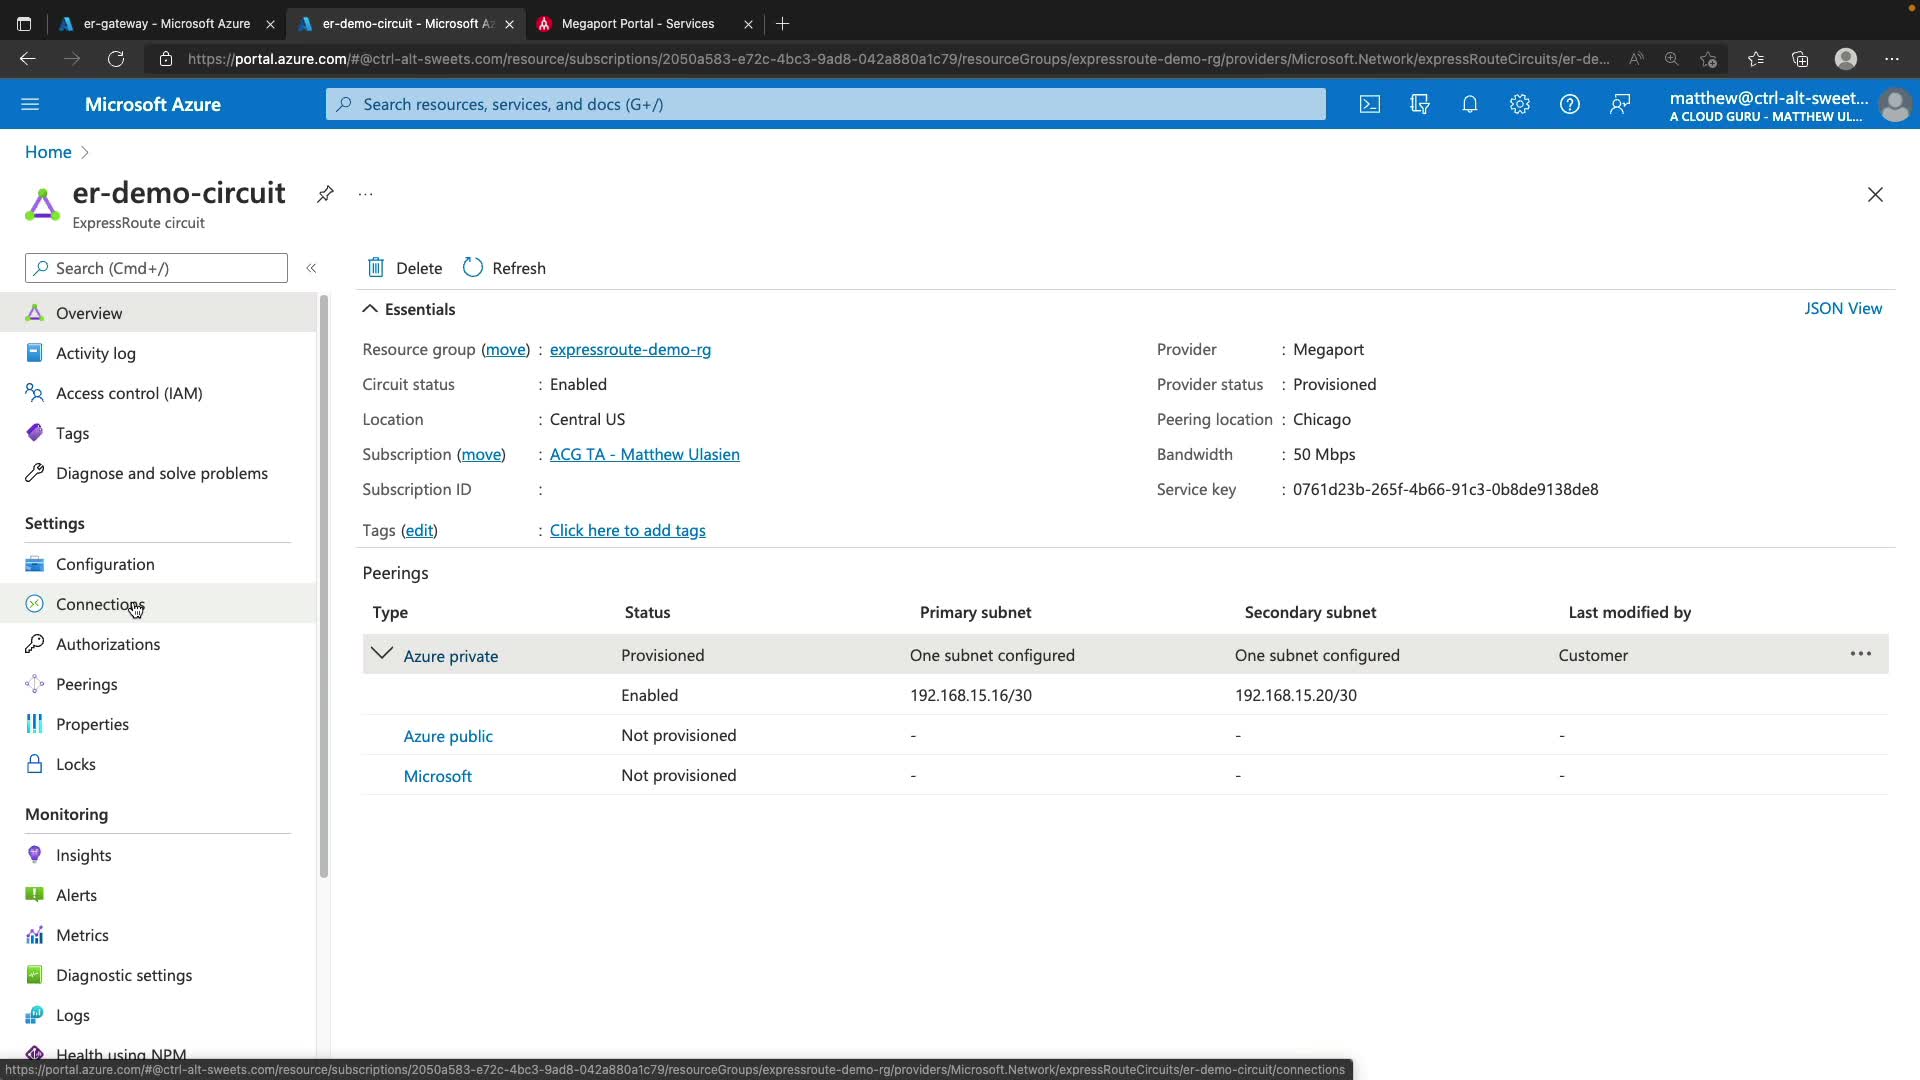 er-gateway - Microsoft Azure
er-demo-circuit - Microsoft Az
Megaport Portal - Services
https://portal.azure.com/#@ctrl-alt-sweets.com/resource/subscriptions/2050a583-e72c-4bc3-9ad8-042a880a1c79/resourceGroups/expressroute-demo-rg/providers/Microsoft.Network/expressRouteCircuits/er-de...
Microsoft Azure
Search resources, services, and docs (G+/)
matthew@ctrl-alt-sweet...
A CLOUD GURU - MATTHEW UL...
Home
er-demo-circuit
ExpressRoute circuit
Search (Cmd+/)
Delete
Refresh
Overview
Activity log
Access control (IAM)
Tags
Diagnose and solve problems
Settings
Configuration
Connections
Authorizations
Peerings
Properties
Locks
Monitoring
Insights
Alerts
Metrics
Diagnostic settings
Logs
Health using NPM
Essentials
JSON View
Resource group (move) : expressroute-demo-rg
Circuit status : Enabled
Location : Central US
Subscription (move) : ACG TA - Matthew Ulasien
Subscription ID :
Tags (edit) : Click here to add tags
Provider : Megaport
Provider status : Provisioned
Peering location : Chicago
Bandwidth : 50 Mbps
Service key : 0761d23b-265f-4b66-91c3-0b8de9138de8
Peerings
Type Status Primary subnet Secondary subnet Last modified by
Azure private Provisioned One subnet configured One subnet configured Customer ...
Enabled 192.168.15.16/30 192.168.15.20/30
Azure public Not provisioned - - -
Microsoft Not provisioned - - -
https://portal.azure.com/#@ctrl-alt-sweets.com/resource/subscriptions/2050a583-e72c-4bc3-9ad8-042a880a1c79/resourceGroups/expressroute-demo-rg/providers/Microsoft.Network/expressRouteCircuits/er-demo-circuit/connections